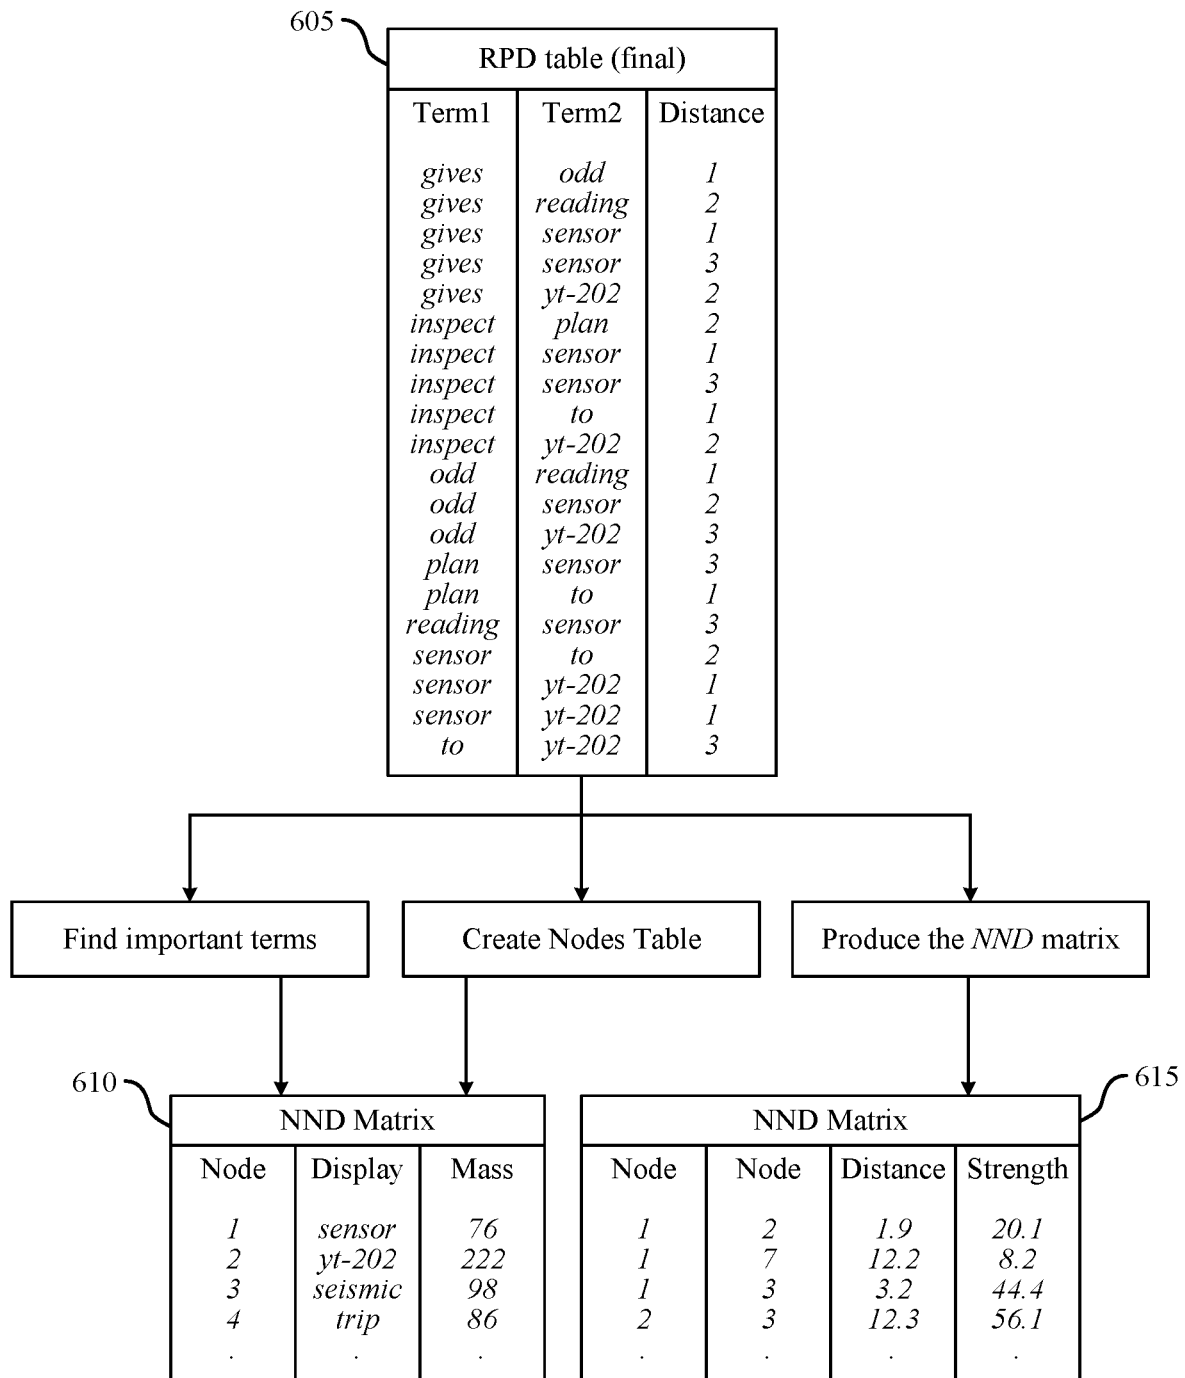 605
RPD table (final)
Term1 Term2 Distance
gives odd 1
gives reading 2
gives sensor 1
gives sensor 3
gives yt-202 2
inspect plan 2
inspect sensor 1
inspect sensor 3
inspect to 1
inspect yt-202 2
odd reading 1
odd sensor 2
odd yt-202 3
plan sensor 3
plan to 1
reading sensor 3
sensor to 2
sensor yt-202 1
sensor yt-202 1
to yt-202 3
Find important terms
Create Nodes Table
Produce the NND matrix
610
NND Matrix
Node Display Mass
1 sensor 76
2 yt-202 222
3 seismic 98
4 trip 86
. . .
615
NND Matrix
Node Node Distance Strength
1 2 1.9 20.1
1 7 12.2 8.2
1 3 3.2 44.4
2 3 12.3 56.1
. . . .